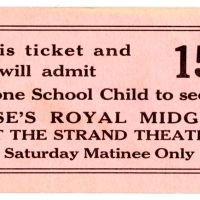 is ticket and 15
will admit
one School Child to see
SE'S ROYAL MIDG
T THE STRAND THEAT
Saturday Matinee Only